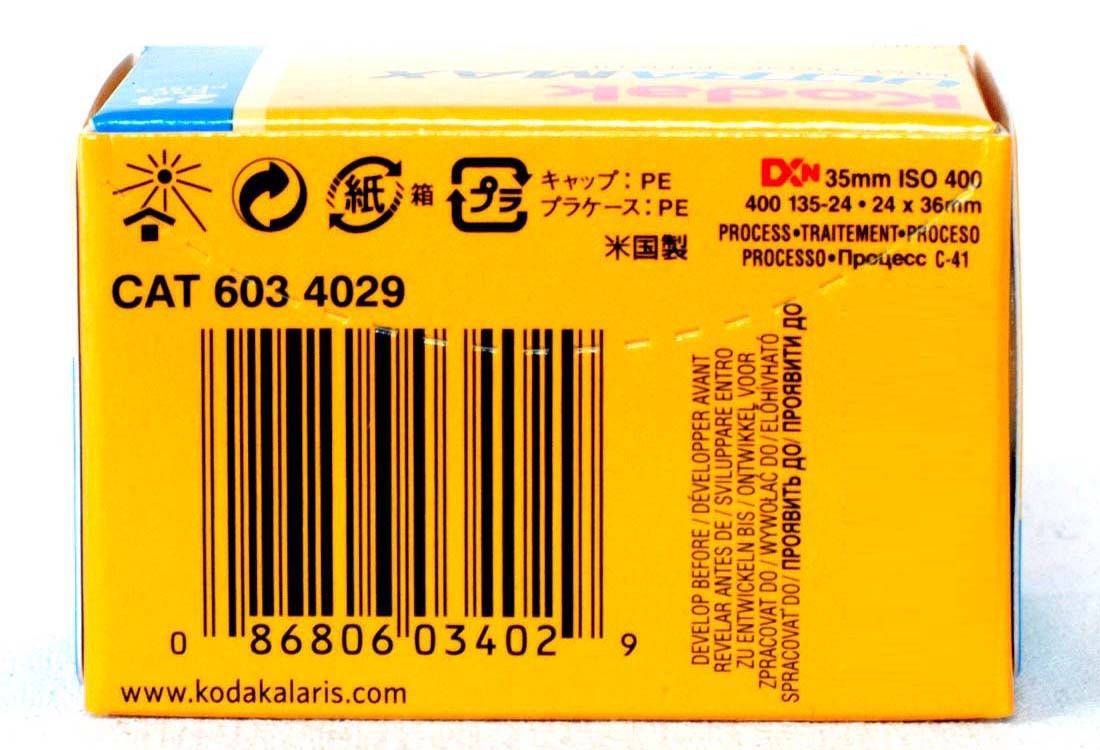 Kodak
ULTRAMAX
24
DXN 35mm ISO 400
400 135-24 • 24 x 36mm
PROCESS•TRAITEMENT•PROCESO
PROCESSO•Процесс C-41
紙 箱
プラ
キャップ：PE
プラケース：PE
米国製
CAT 603 4029
0 86806 03402 9
www.kodakalaris.com
DEVELOP BEFORE / DÉVELOPPER AVANT
REVELAR ANTES DE / SVILUPPARE ENTRO
ZU ENTWICKELN BIS / ONTWIKKEL VOOR
ZPRACOVAT DO / WYWOŁAĆ DO / ELŐHÍVHATÓ
SPRACOVAŤ DO / ПРОЯВИТЬ ДО / ПРОЯВИТИ ДО